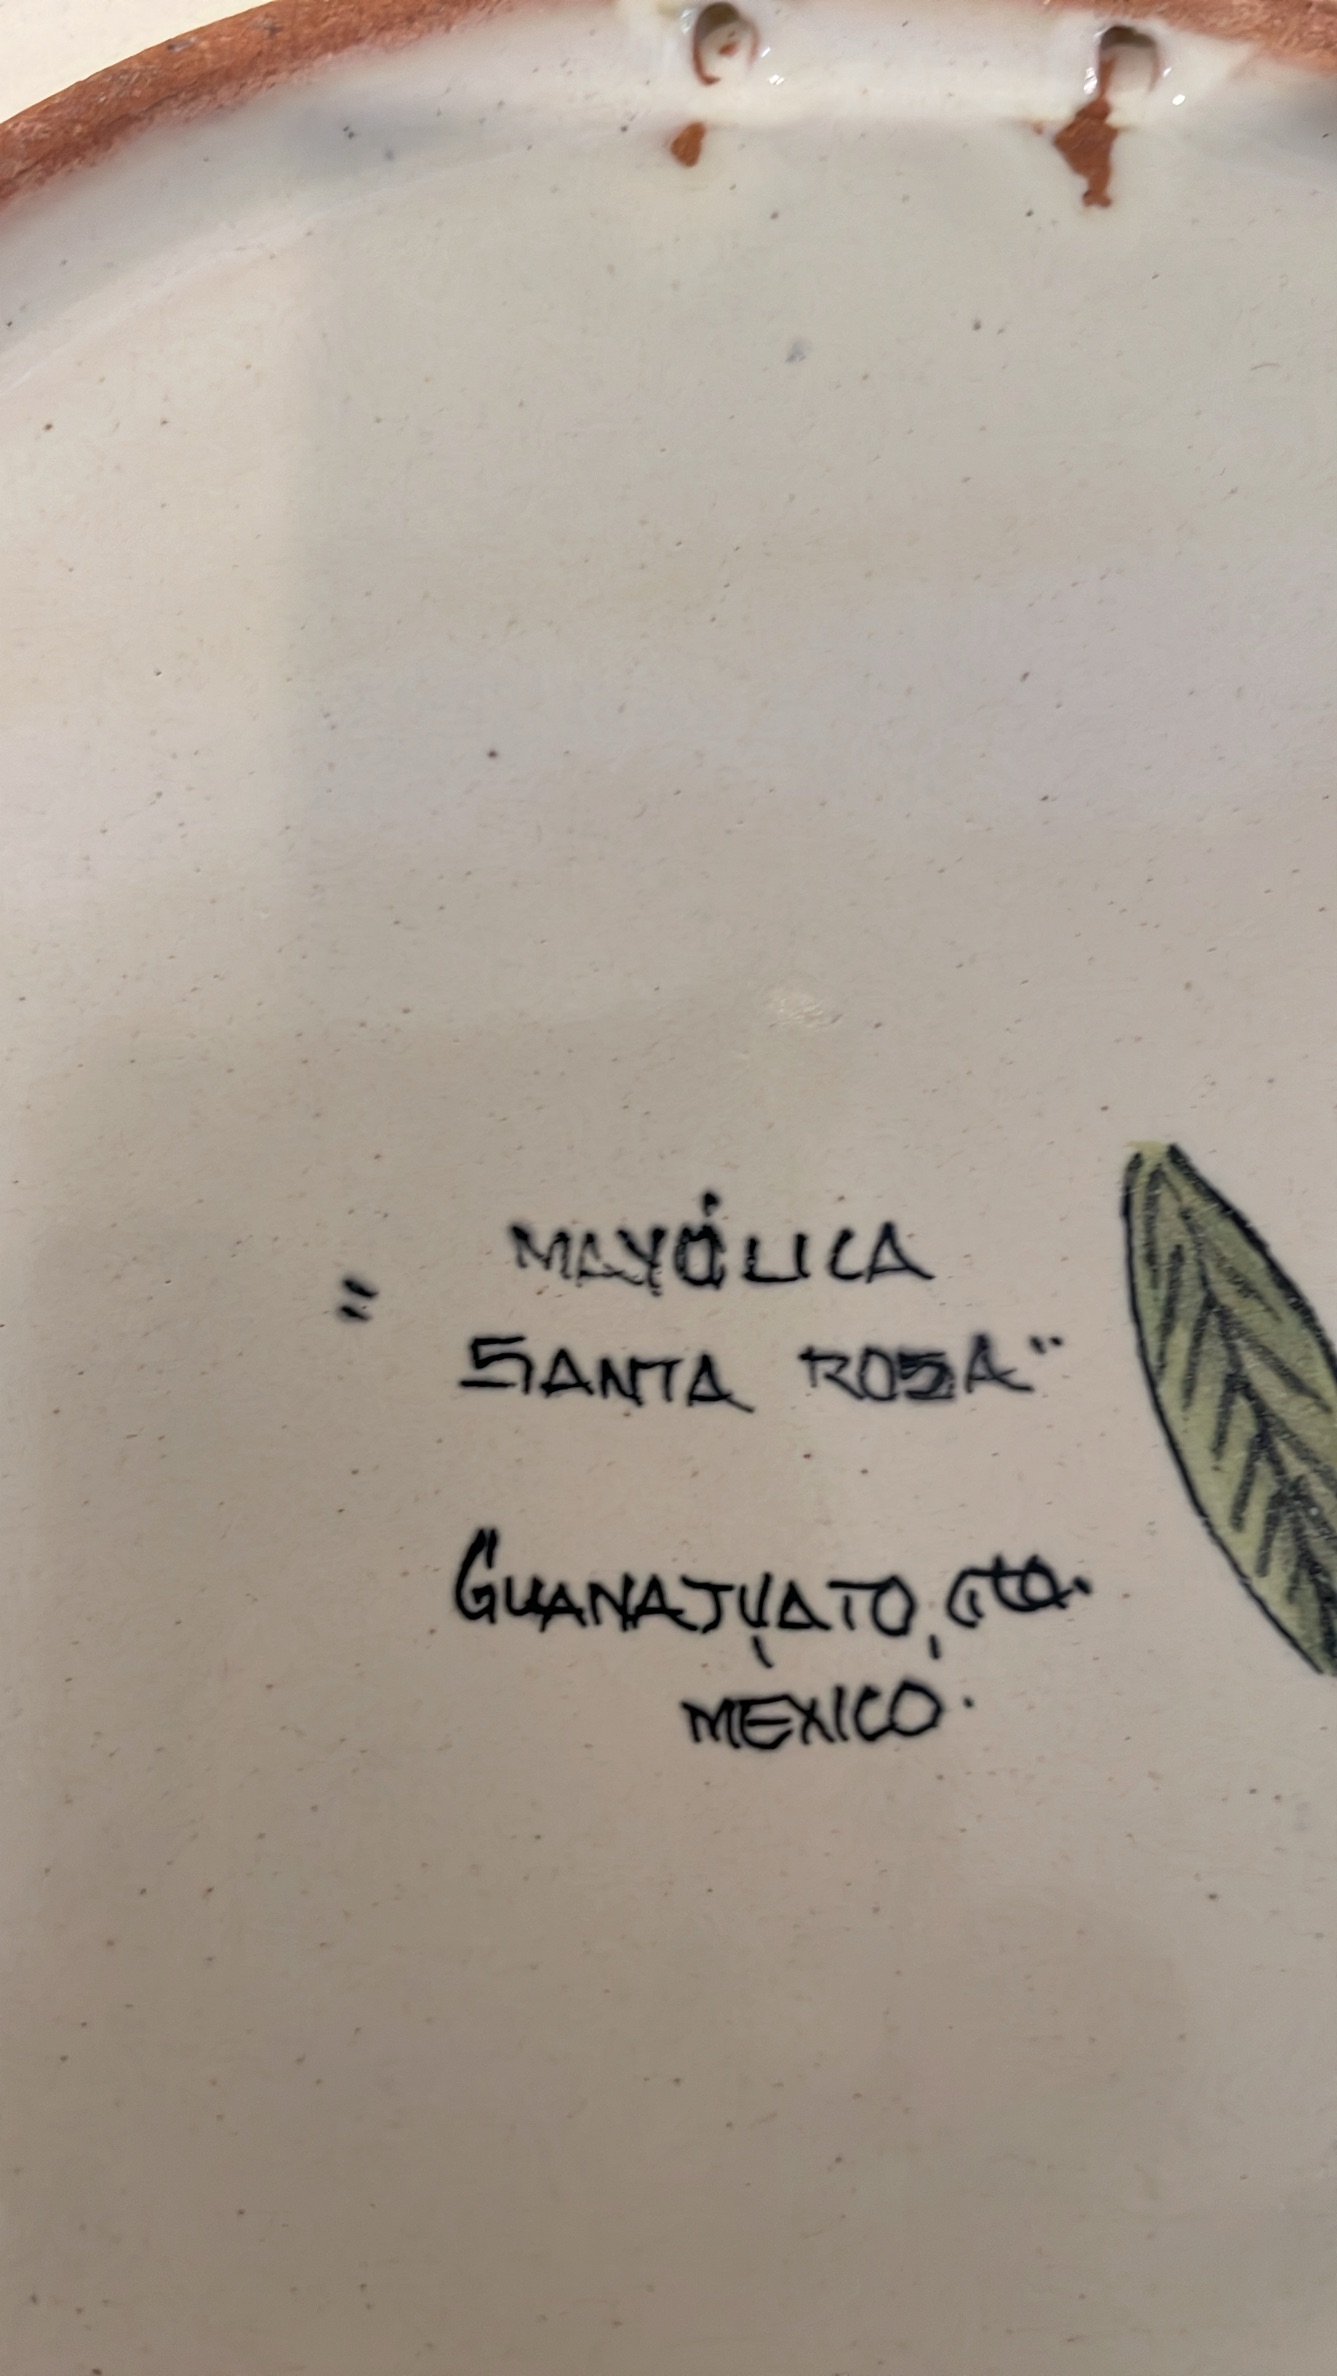 "MAYÓLICA
SANTA ROSA"
GUANAJUATO, GTO.
MEXICO.